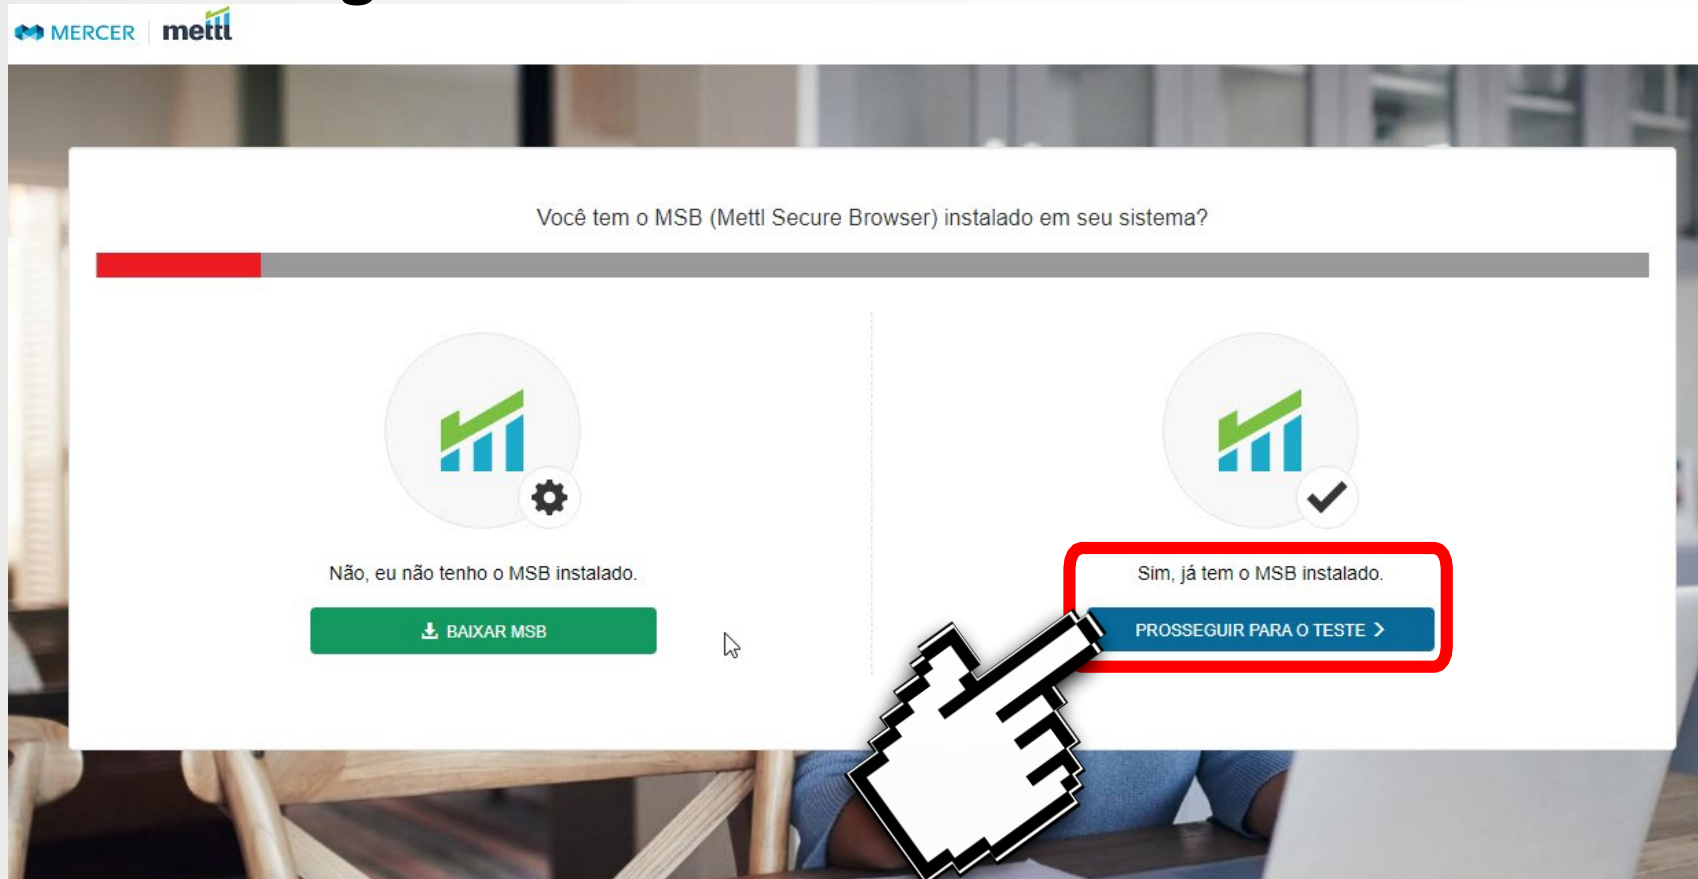 MERCER mettl
Você tem o MSB (Mettl Secure Browser) instalado em seu sistema?
Não, eu não tenho o MSB instalado.
BAIXAR MSB
Sim, já tem o MSB instalado.
PROSSEGUIR PARA O TESTE